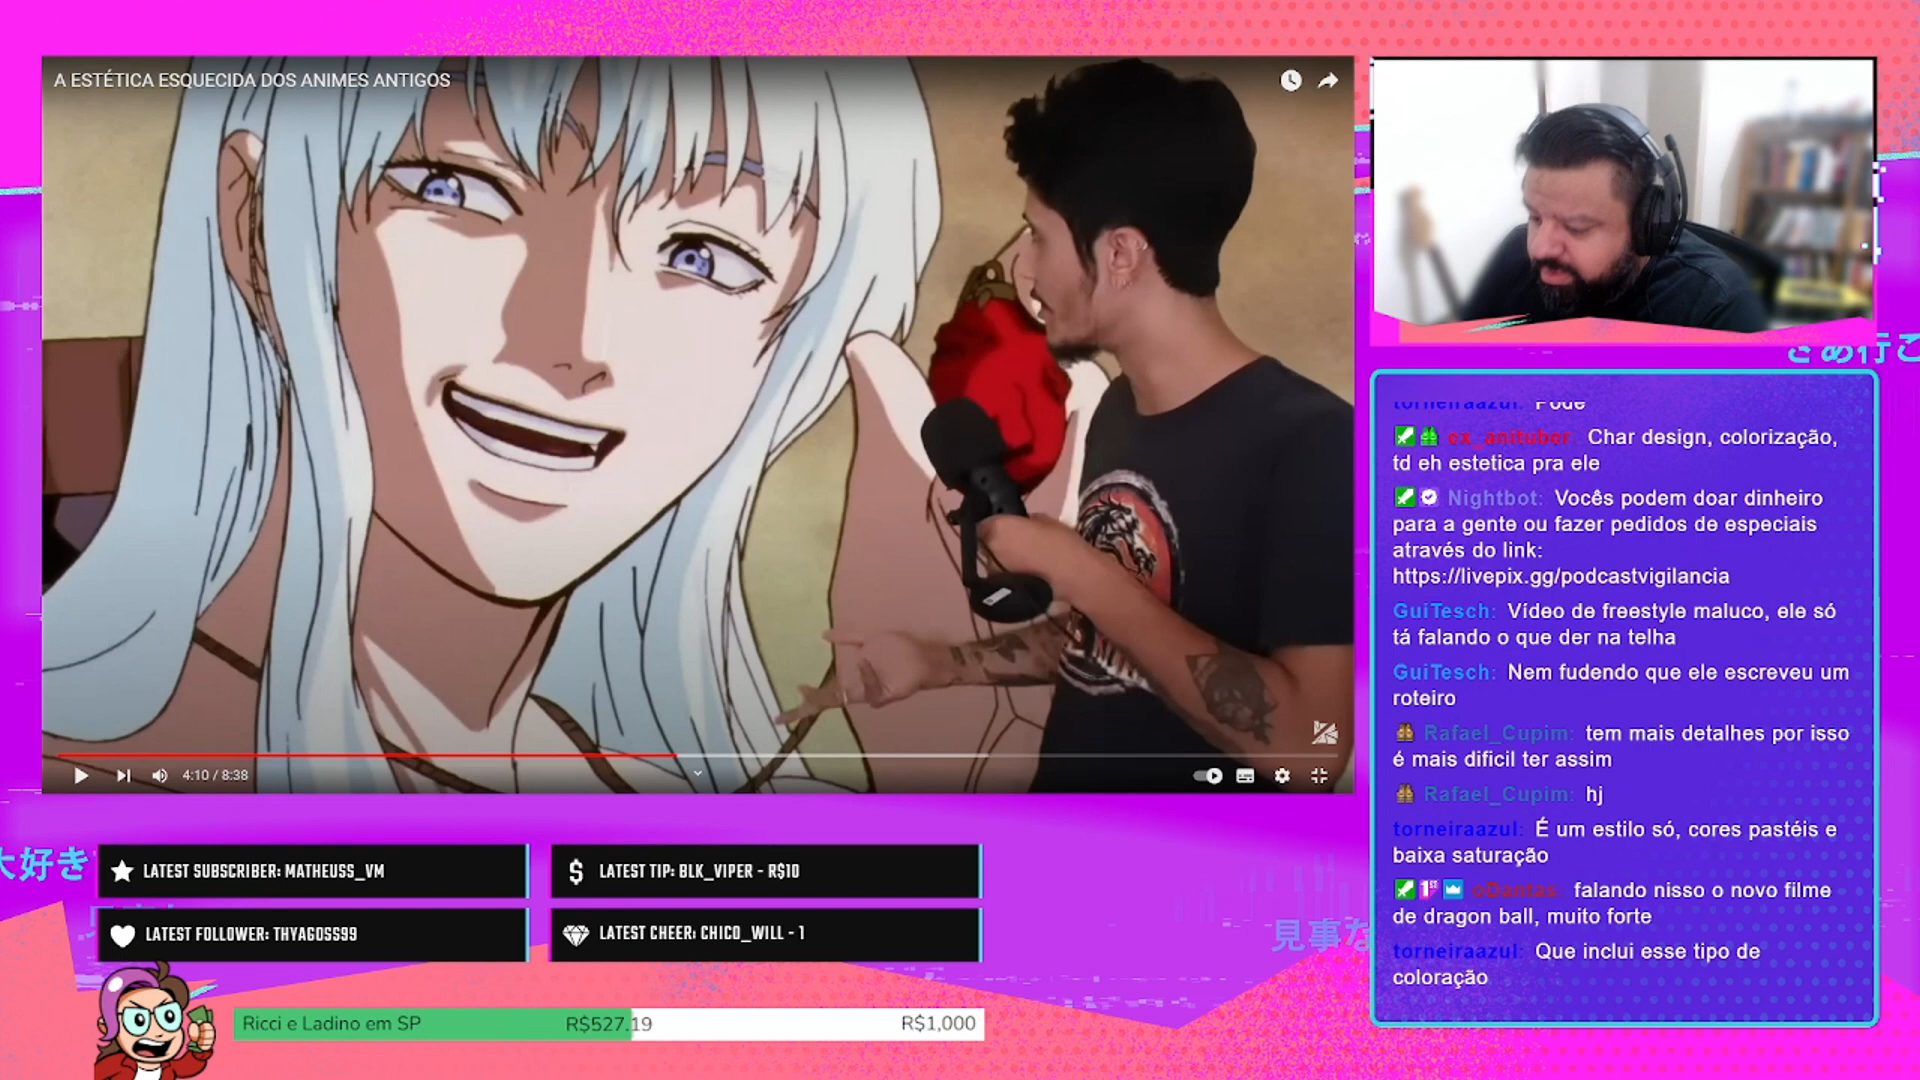 A ESTÉTICA ESQUECIDA DOS ANIMES ANTIGOS
4:10 / 8:38
torneiraazul: Pode
ex_anituber: Char design, colorização,
td eh estetica pra ele
Nightbot: Vocês podem doar dinheiro
para a gente ou fazer pedidos de especiais
através do link:
https://livepix.gg/podcastvigilancia
GuiTesch: Vídeo de freestyle maluco, ele só
tá falando o que der na telha
GuiTesch: Nem fudendo que ele escreveu um
roteiro
Rafael_Cupim: tem mais detalhes por isso
é mais dificil ter assim
Rafael_Cupim: hj
torneiraazul: É um estilo só, cores pastéis e
baixa saturação
1ST oDantas: falando nisso o novo filme
de dragon ball, muito forte
torneiraazul: Que inclui esse tipo de
coloração
大好き
見事な
LATEST SUBSCRIBER: MATHEUSS_VM
LATEST TIP: BLK_VIPER - R$10
LATEST FOLLOWER: THYAGOSS99
LATEST CHEER: CHICO_WILL - 1
Ricci e Ladino em SP R$527.19 R$1,000